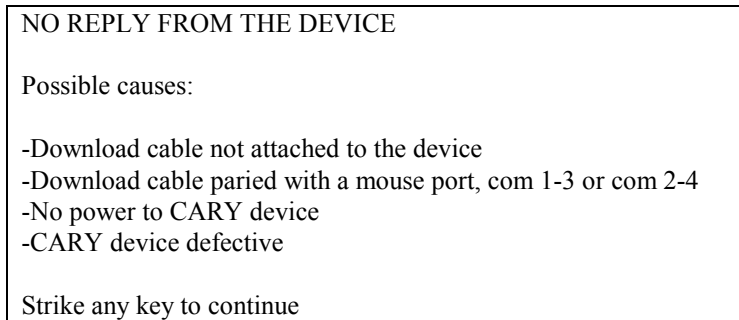 NO REPLY FROM THE DEVICE
Possible causes:
-Download cable not attached to the device
-Download cable paried with a mouse port, com 1-3 or com 2-4
-No power to CARY device
-CARY device defective
Strike any key to continue